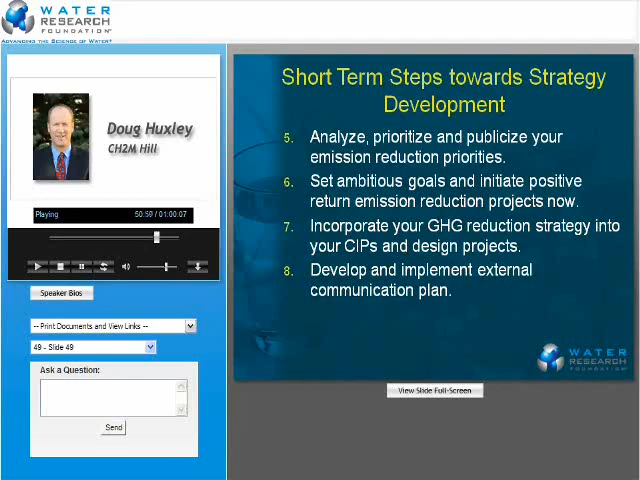 WATER
RESEARCH
FOUNDATION
ADVANCING THE SCIENCE OF WATER
Doug Huxley
CH2M Hill
Playing
50:59 / 01:00:07
Speaker Bios
-- Print Documents and View Links --
49 - Slide 49
Ask a Question:
Send
Short Term Steps towards Strategy
Development
5. Analyze, prioritize and publicize your
emission reduction priorities.
6. Set ambitious goals and initiate positive
return emission reduction projects now.
7. Incorporate your GHG reduction strategy into
your CIPs and design projects.
8. Develop and implement external
communication plan.
WATER
RESEARCH
FOUNDATION
View Slide Full-Screen